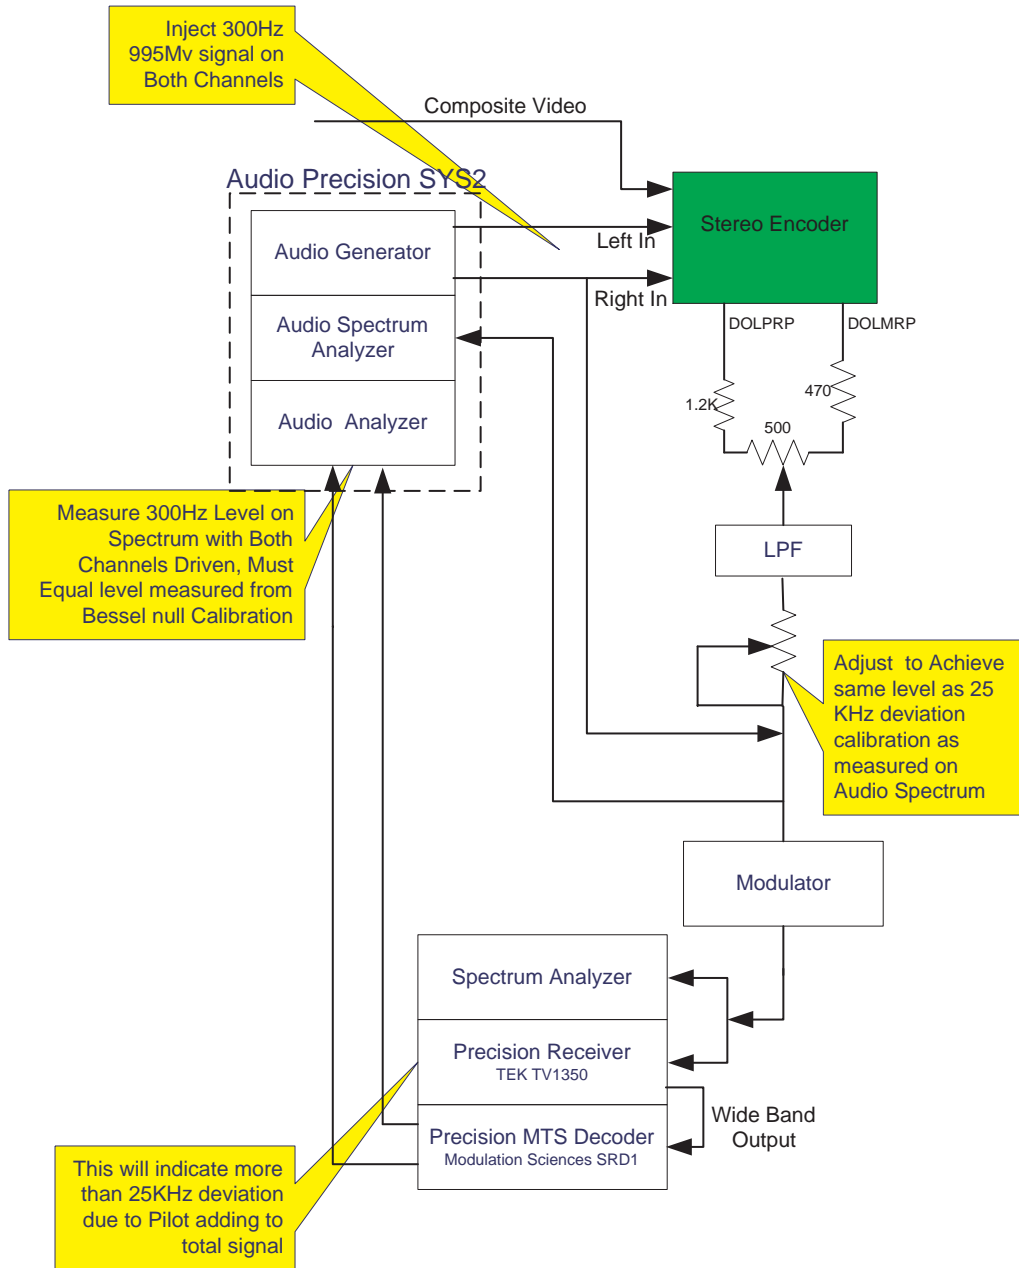 Inject 300Hz
995Mv signal on
Both Channels
Composite Video
Audio Precision SYS2
Audio Generator
Left In
Stereo Encoder
Right In
Audio Spectrum
Analyzer
DOLPRP
DOLMRP
Audio Analyzer
1.2K
470
500
Measure 300Hz Level on
Spectrum with Both
Channels Driven, Must
Equal level measured from
Bessel null Calibration
LPF
Adjust to Achieve
same level as 25
KHz deviation
calibration as
measured on
Audio Spectrum
Modulator
Spectrum Analyzer
Precision Receiver
TEK TV1350
Wide Band
Output
Precision MTS Decoder
Modulation Sciences SRD1
This will indicate more
than 25KHz deviation
due to Pilot adding to
total signal